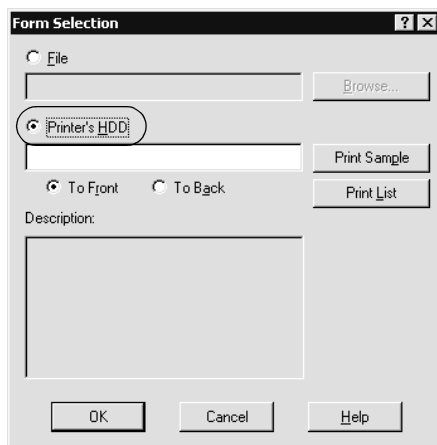 Form Selection
File
Browse...
Printer's HDD
Print Sample
To Front To Back
Print List
Description:
OK Cancel Help